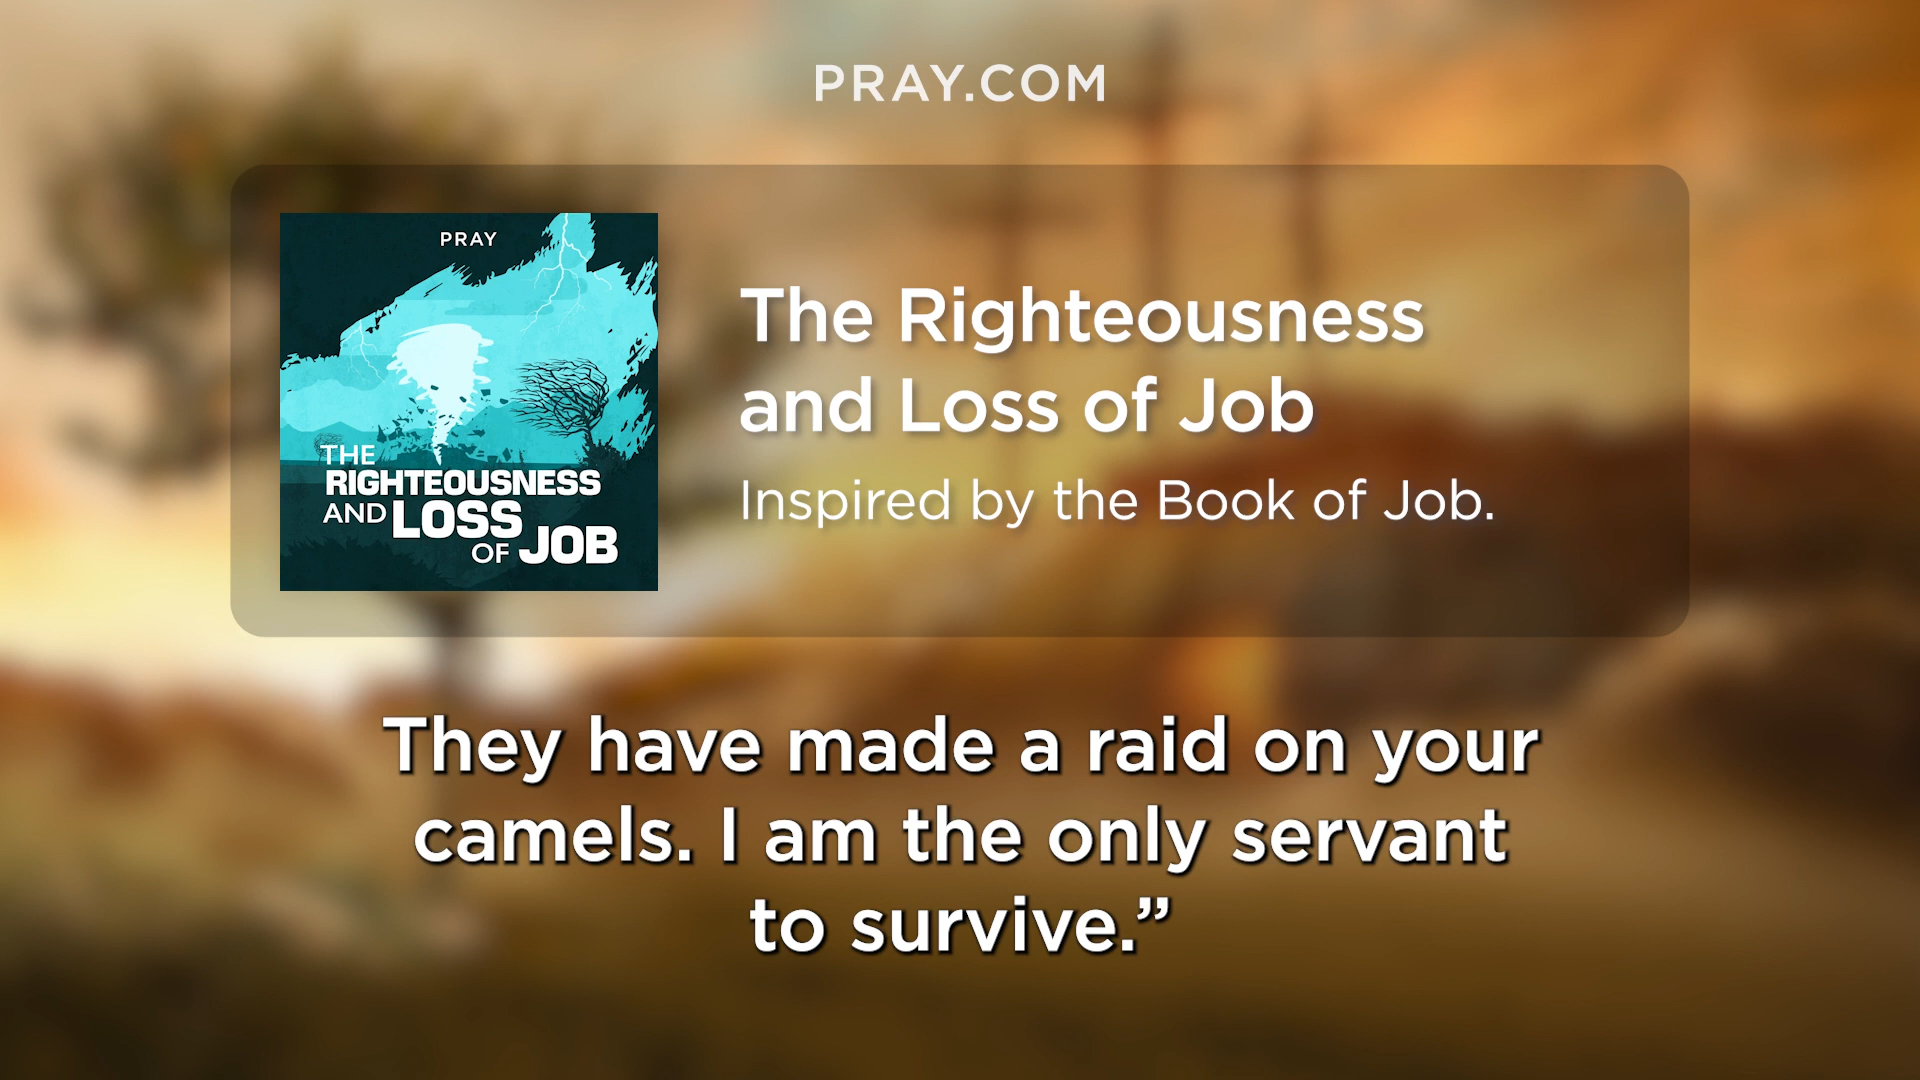 PRAY.COM
PRAY
THE
RIGHTEOUSNESS
AND LOSS
OF JOB
The Righteousness
and Loss of Job
Inspired by the Book of Job.
They have made a raid on your
camels. I am the only servant
to survive.”